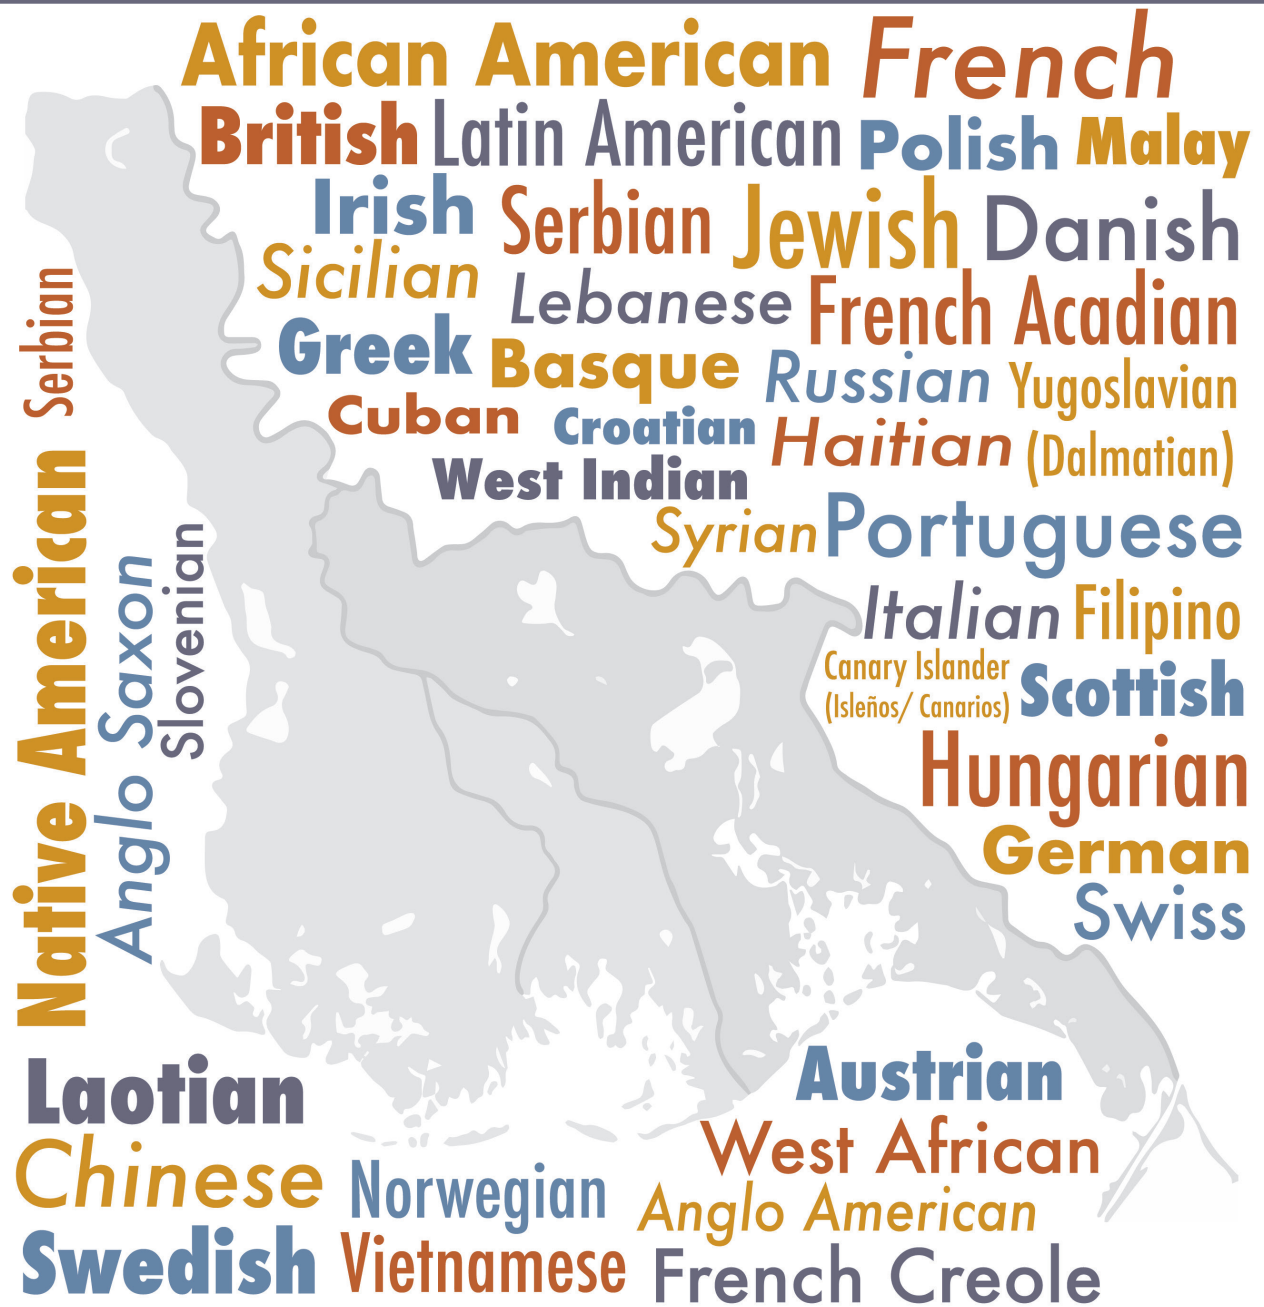 African American French
British Latin American Polish Malay
Irish Serbian Jewish Danish
Sicilian Lebanese French Acadian
Greek Basque Russian Yugoslavian
Cuban Croatian Haitian (Dalmatian)
West Indian
Syrian Portuguese
Italian Filipino
Canary Islander
(Isleños/ Canarios) Scottish
Hungarian
German
Swiss
Serbian
Native American
Anglo Saxon
Slovenian
Laotian
Chinese
Swedish
Norwegian
Vietnamese
Austrian
West African
Anglo American
French Creole